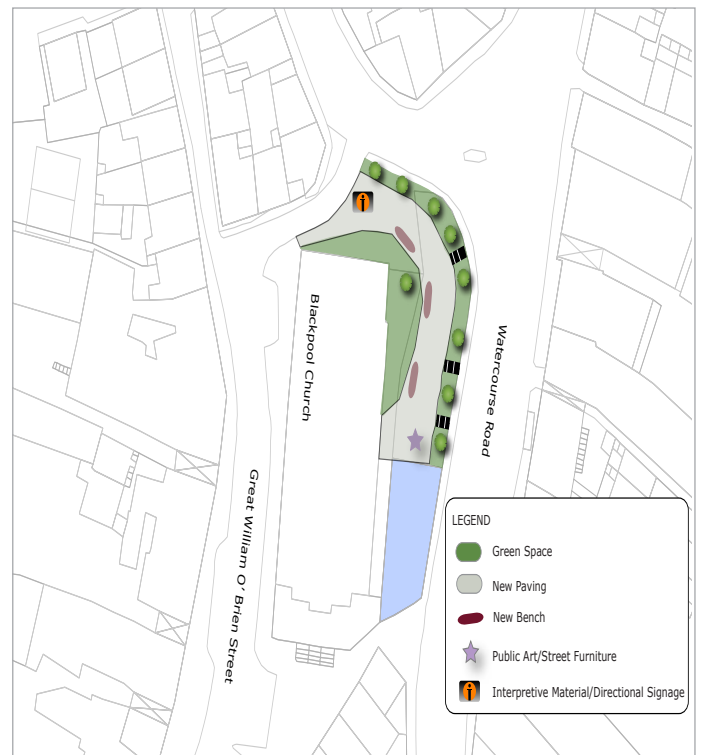 Blackpool Church
Watercourse Road
Great William O' Brien Street
LEGEND
Green Space
New Paving
New Bench
Public Art/Street Furniture
Interpretive Material/Directional Signage